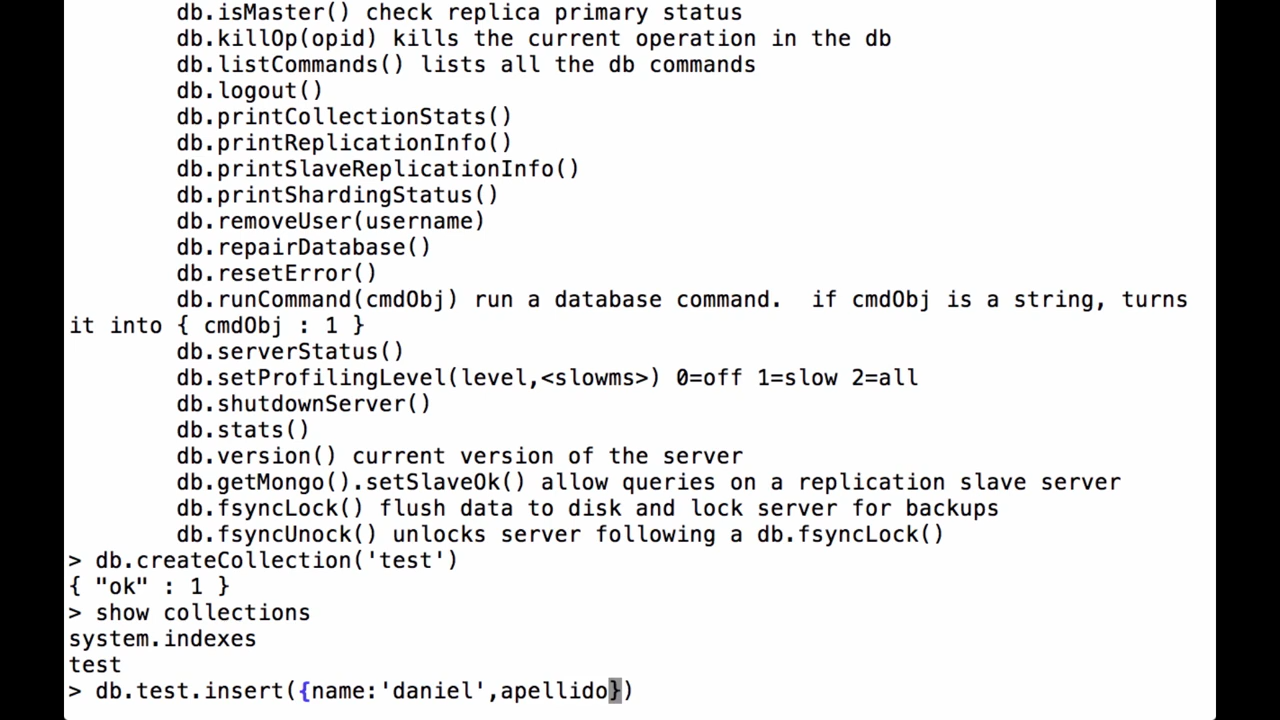 db.isMaster() check replica primary status
db.killOp(opid) kills the current operation in the db
db.listCommands() lists all the db commands
db.logout()
db.printCollectionStats()
db.printReplicationInfo()
db.printSlaveReplicationInfo()
db.printShardingStatus()
db.removeUser(username)
db.repairDatabase()
db.resetError()
db.runCommand(cmdObj) run a database command.  if cmdObj is a string, turns
it into { cmdObj : 1 }
db.serverStatus()
db.setProfilingLevel(level,<slowms>) 0=off 1=slow 2=all
db.shutdownServer()
db.stats()
db.version() current version of the server
db.getMongo().setSlaveOk() allow queries on a replication slave server
db.fsyncLock() flush data to disk and lock server for backups
db.fsyncUnock() unlocks server following a db.fsyncLock()
> db.createCollection('test')
{ "ok" : 1 }
> show collections
system.indexes
test
> db.test.insert({name:'daniel',apellido})